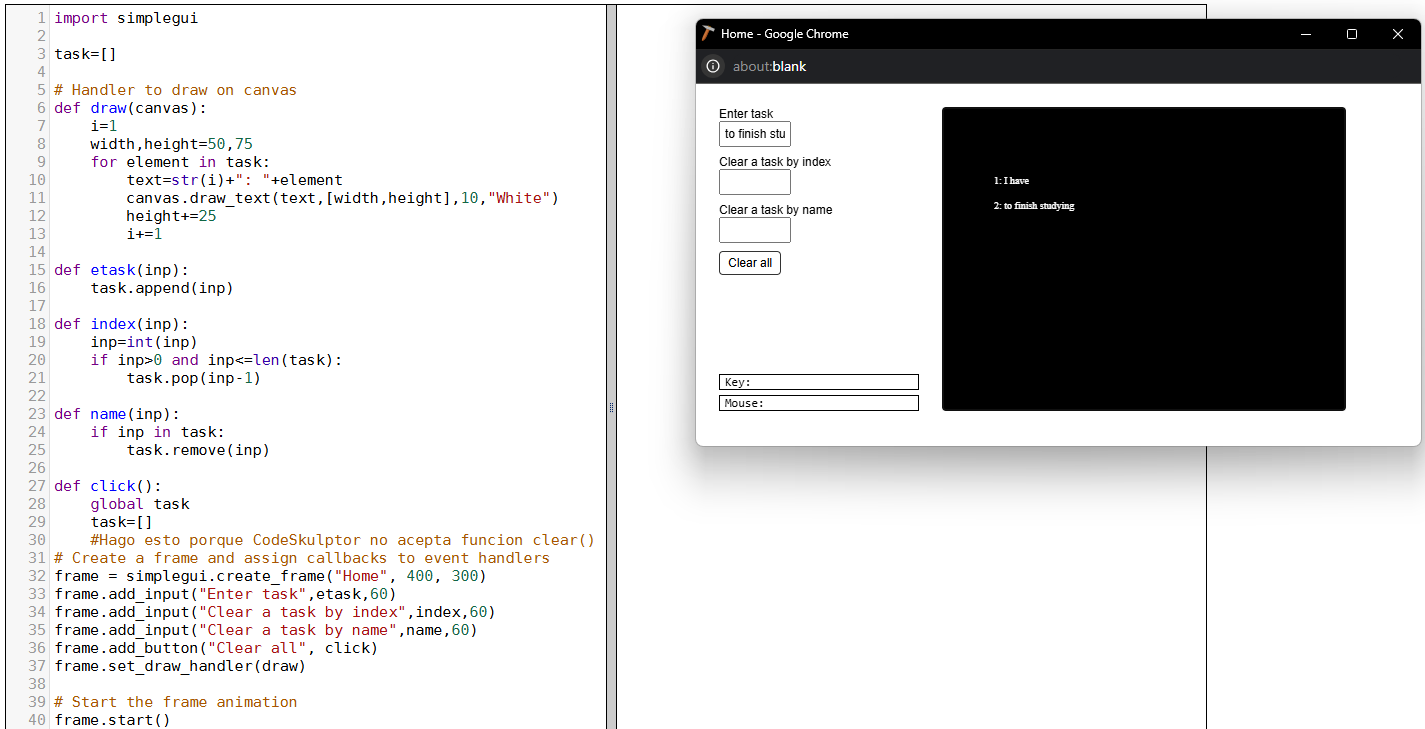 1 import simplegui
2
3 task=[]
4
5 # Handler to draw on canvas
6 def draw(canvas):
7     i=1
8     width,height=50,75
9     for element in task:
10         text=str(i)+": "+element
11         canvas.draw_text(text,[width,height],10,"White")
12         height+=25
13         i+=1
14
15 def etask(inp):
16     task.append(inp)
17
18 def index(inp):
19     inp=int(inp)
20     if inp>0 and inp<=len(task):
21         task.pop(inp-1)
22
23 def name(inp):
24     if inp in task:
25         task.remove(inp)
26
27 def click():
28     global task
29     task=[]
30     #Hago esto porque CodeSkulptor no acepta funcion clear()
31 # Create a frame and assign callbacks to event handlers
32 frame = simplegui.create_frame("Home", 400, 300)
33 frame.add_input("Enter task",etask,60)
34 frame.add_input("Clear a task by index",index,60)
35 frame.add_input("Clear a task by name",name,60)
36 frame.add_button("Clear all", click)
37 frame.set_draw_handler(draw)
38
39 # Start the frame animation
40 frame.start()
Home - Google Chrome
about:blank
Enter task
to finish stu
Clear a task by index
Clear a task by name
Clear all
Key:
Mouse:
1: I have
2: to finish studying